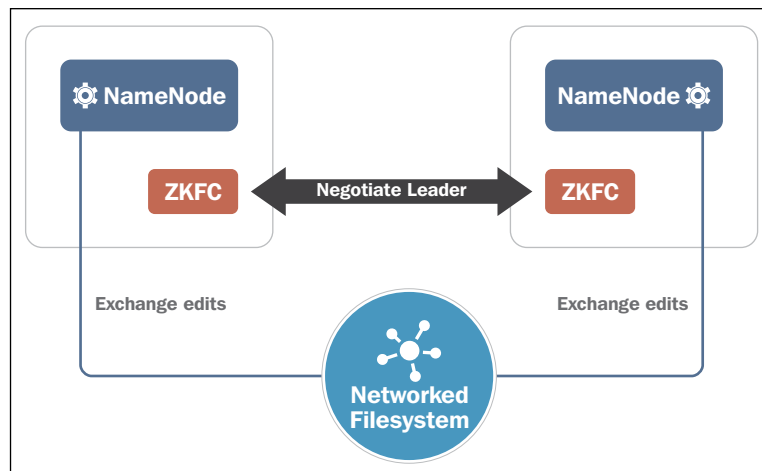 NameNode
NameNode
ZKFC
Negotiate Leader
ZKFC
Exchange edits
Exchange edits
Networked
Filesystem